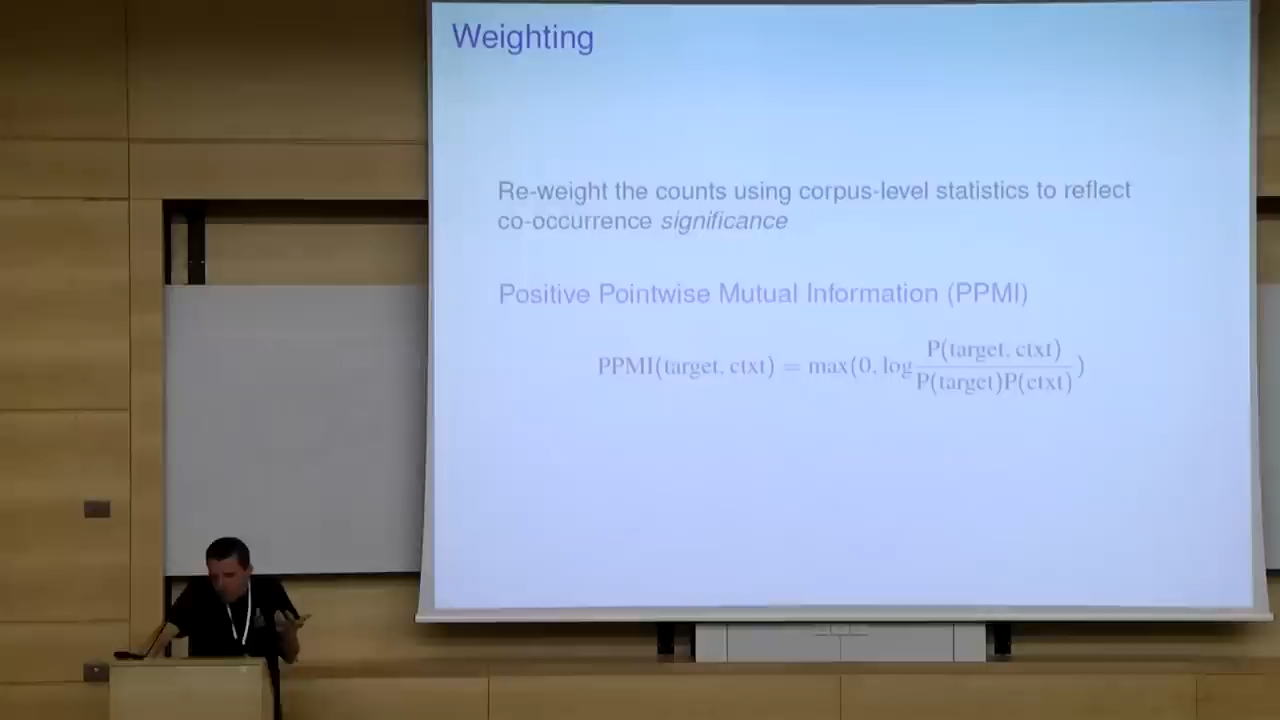 Weighting
Re-weight the counts using corpus-level statistics to reflect
co-occurrence significance
Positive Pointwise Mutual Information (PPMI)
PPMI(target, ctxt) = max(0, log P(target, ctxt) / P(target)P(ctxt) )